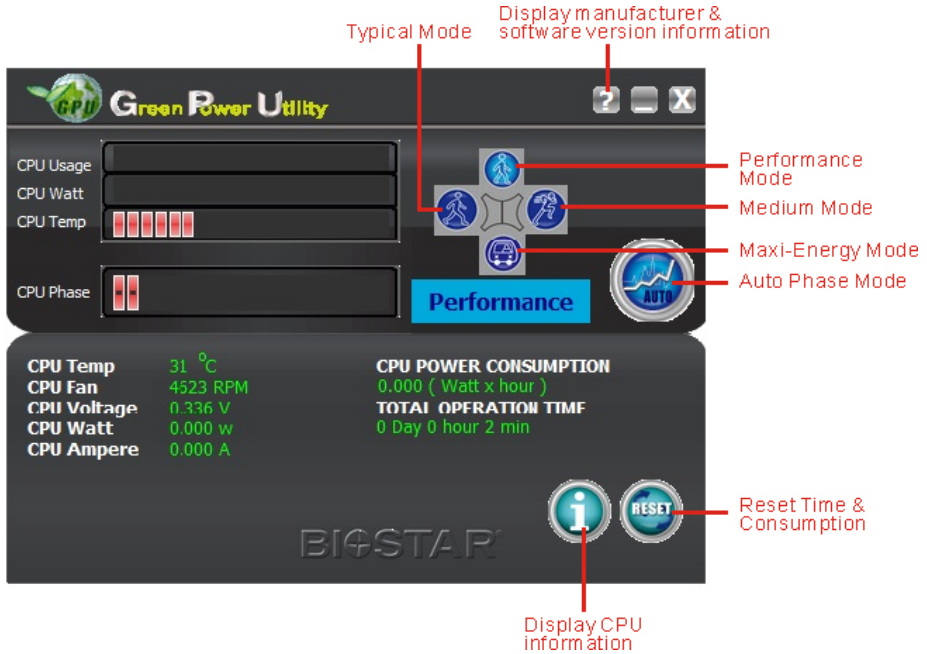 Typical Mode
Display manufacturer &
software version information
GPU
Green Power Utility
?
X
CPU Usage
CPU Watt
CPU Temp
CPU Phase
Performance
AUTO
Performance
Mode
Medium Mode
Maxi-Energy Mode
Auto Phase Mode
CPU Temp 31 °C
CPU Fan 4623 RPM
CPU Voltage 0.336 V
CPU Watt 0.000 w
CPU Ampere 0.000 A
CPU POWER CONSUMPTION
0.000 ( Watt x hour )
TOTAL OPERATION TIME
0 Day 0 hour 2 min
i
RESET
BIOSTAR
Reset Time &
Consumption
Display CPU
information